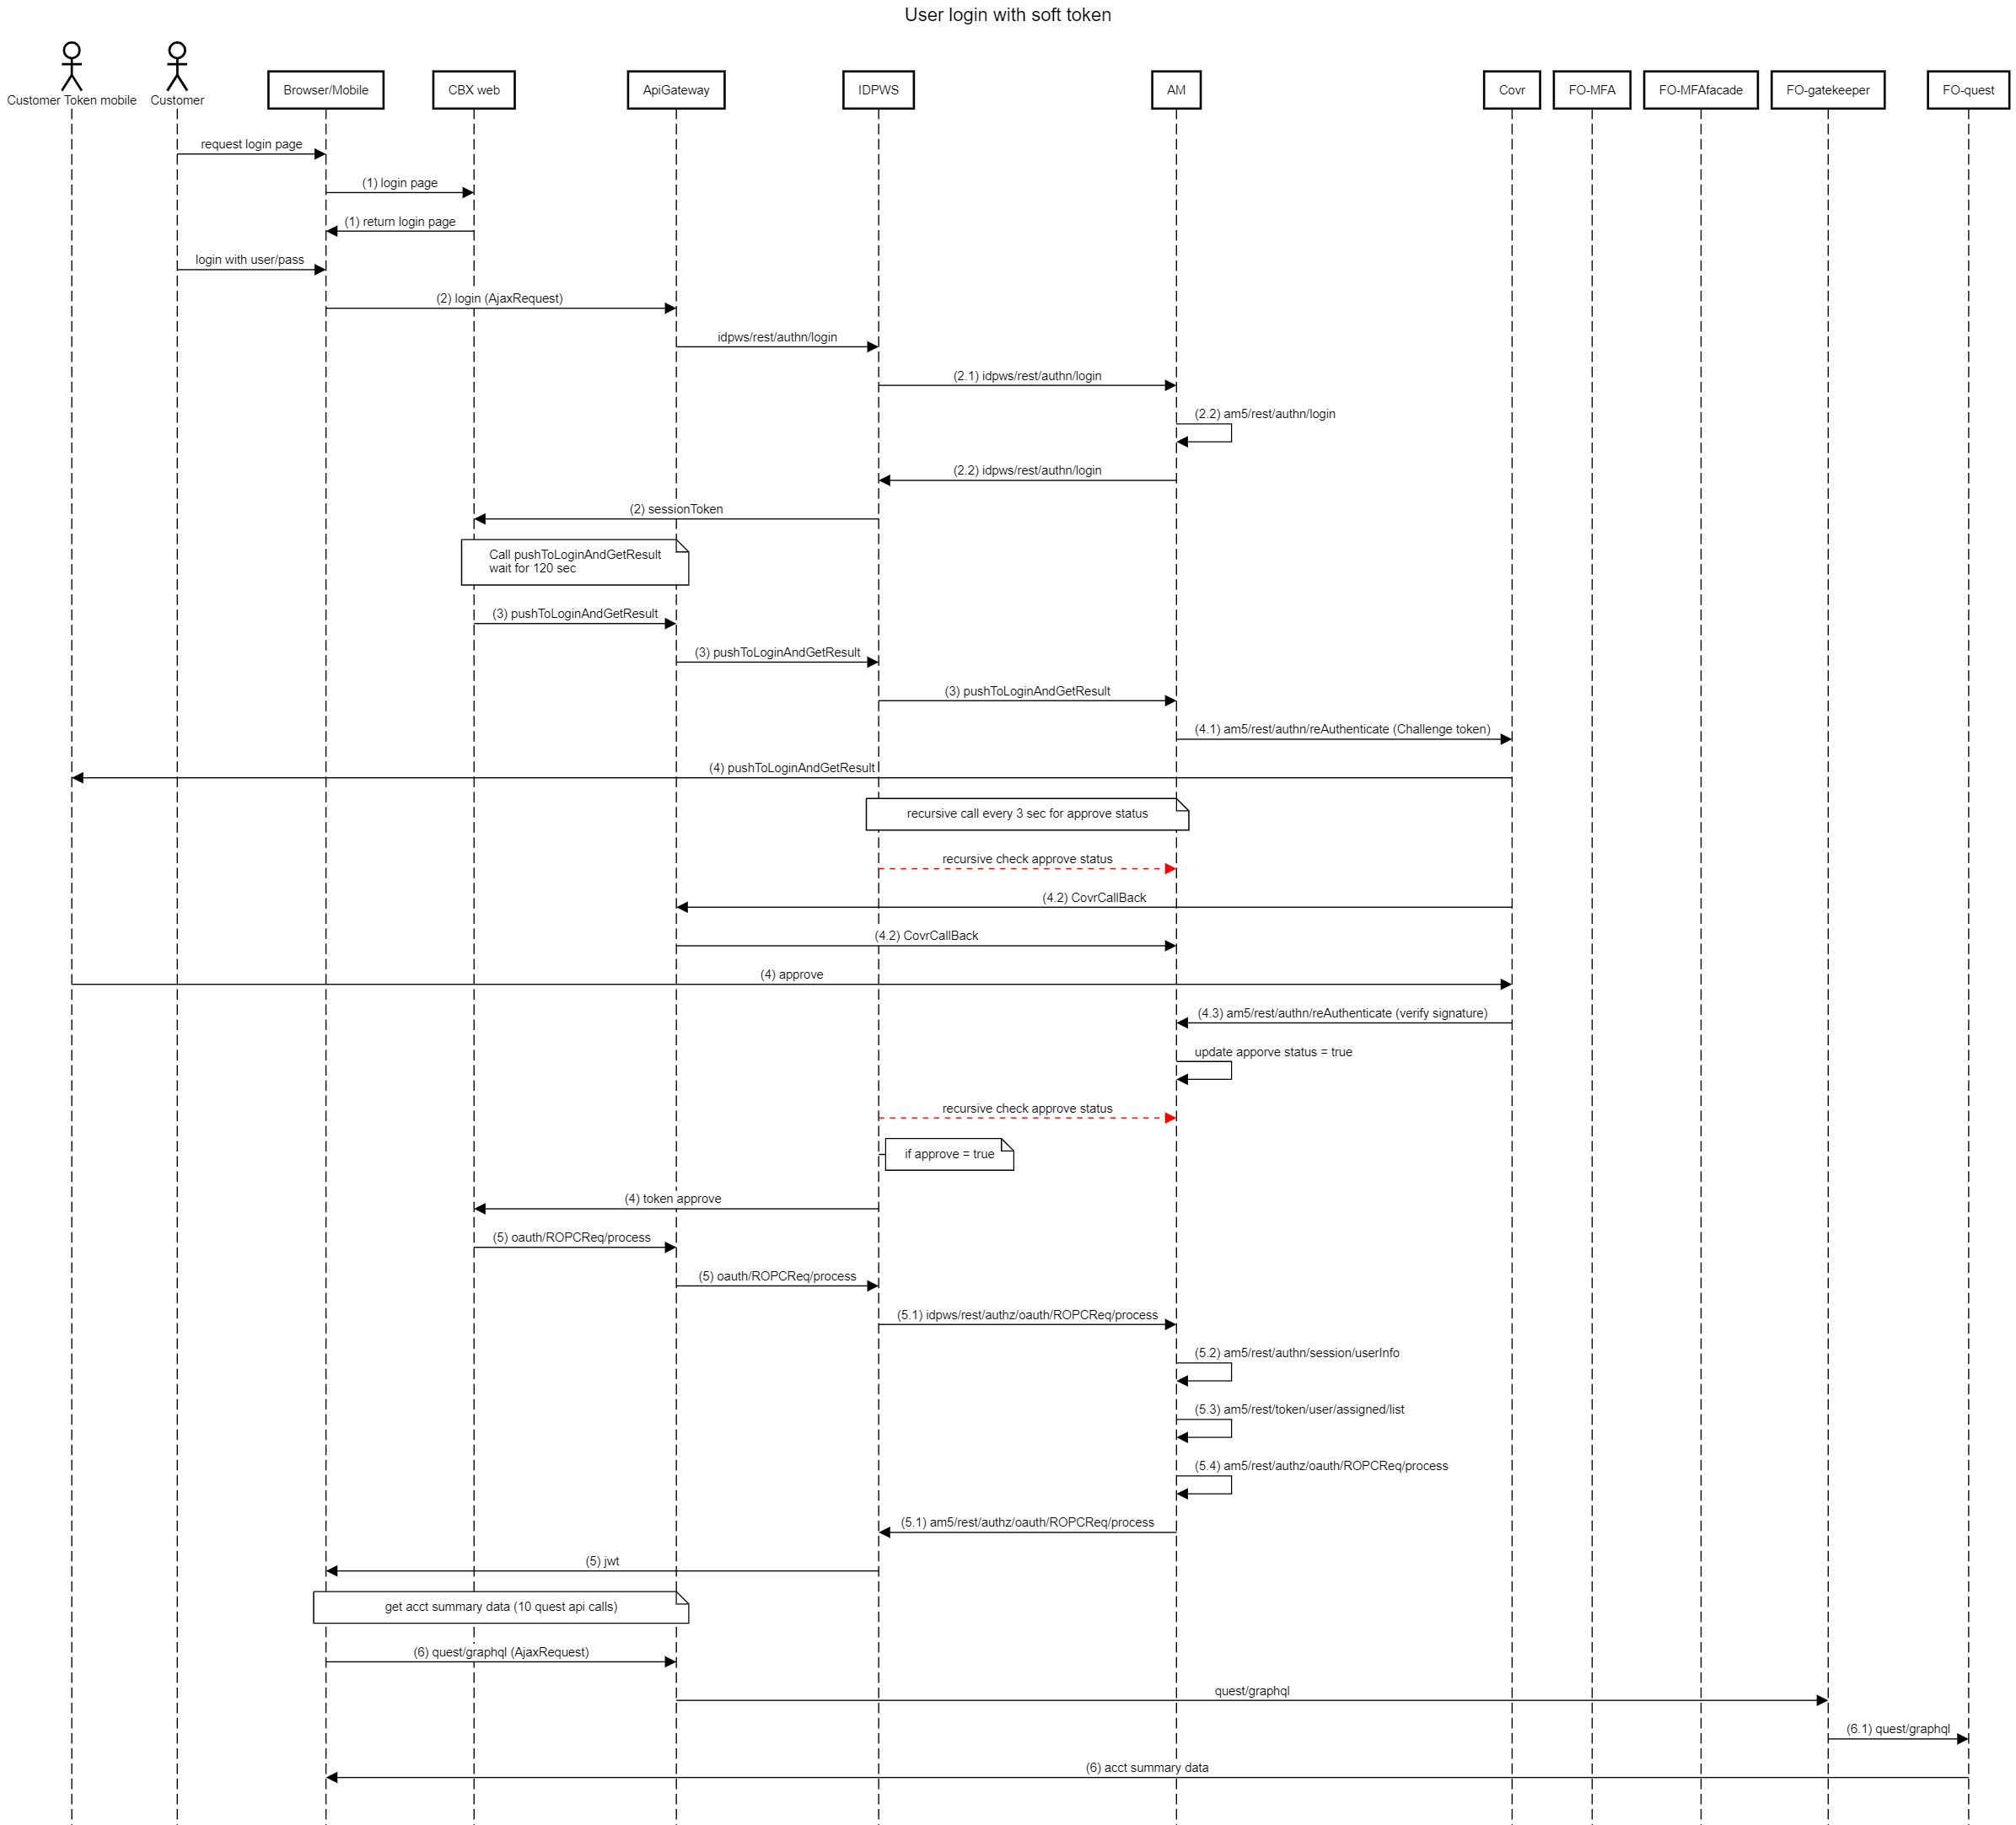 User login with soft token
Customer Token mobile
Customer
Browser/Mobile
CBX web
ApiGateway
IDPWS
AM
Covr
FO-MFA
FO-MFAfacade
FO-gatekeeper
FO-quest
request login page
(1) login page
(1) return login page
login with user/pass
(2) login (AjaxRequest)
idpws/rest/authn/login
(2.1) idpws/rest/authn/login
(2.2) am5/rest/authn/login
(2.2) idpws/rest/authn/login
(2) sessionToken
Call pushToLoginAndGetResult
wait for 120 sec
(3) pushToLoginAndGetResult
(3) pushToLoginAndGetResult
(3) pushToLoginAndGetResult
(4.1) am5/rest/authn/reAuthenticate (Challenge token)
(4) pushToLoginAndGetResult
recursive call every 3 sec for approve status
recursive check approve status
(4.2) CovrCallBack
(4.2) CovrCallBack
(4) approve
(4.3) am5/rest/authn/reAuthenticate (verify signature)
update apporve status = true
recursive check approve status
if approve = true
(4) token approve
(5) oauth/ROPCReq/process
(5) oauth/ROPCReq/process
(5.1) idpws/rest/authz/oauth/ROPCReq/process
(5.2) am5/rest/authn/session/userInfo
(5.3) am5/rest/token/user/assigned/list
(5.4) am5/rest/authz/oauth/ROPCReq/process
(5.1) am5/rest/authz/oauth/ROPCReq/process
(5) jwt
get acct summary data (10 quest api calls)
(6) quest/graphql (AjaxRequest)
quest/graphql
(6.1) quest/graphql
(6) acct summary data